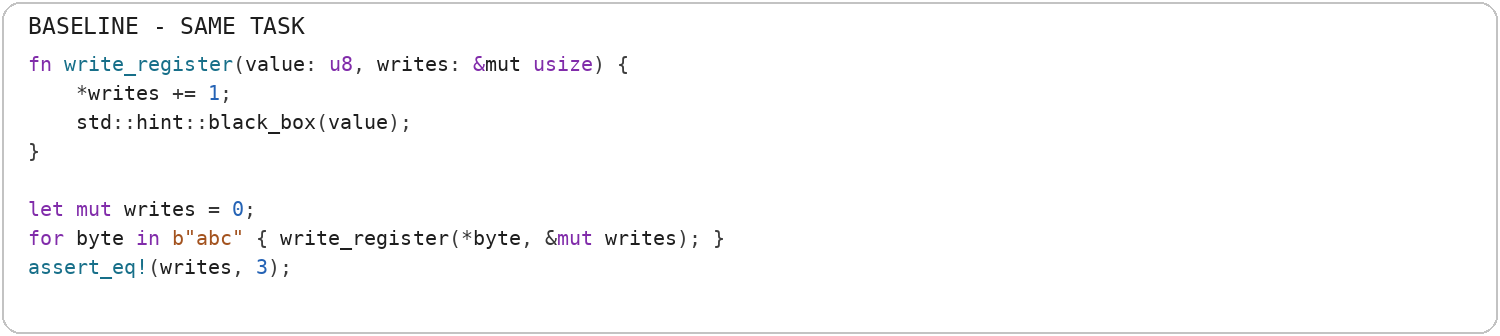 BASELINE - SAME TASK
fn write_register(value: u8, writes: &mut usize) {
    *writes += 1;
    std::hint::black_box(value);
}
let mut writes = 0;
for byte in b"abc" { write_register(*byte, &mut writes); }
assert_eq!(writes, 3);